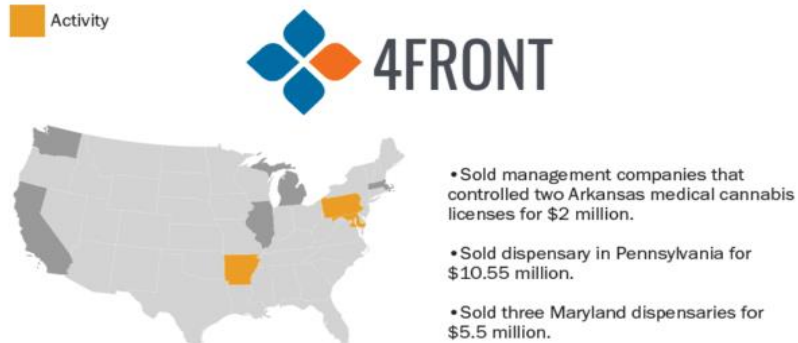 Activity
4FRONT
•Sold management companies that
controlled two Arkansas medical cannabis
licenses for $2 million.
•Sold dispensary in Pennsylvania for
$10.55 million.
•Sold three Maryland dispensaries for
$5.5 million.